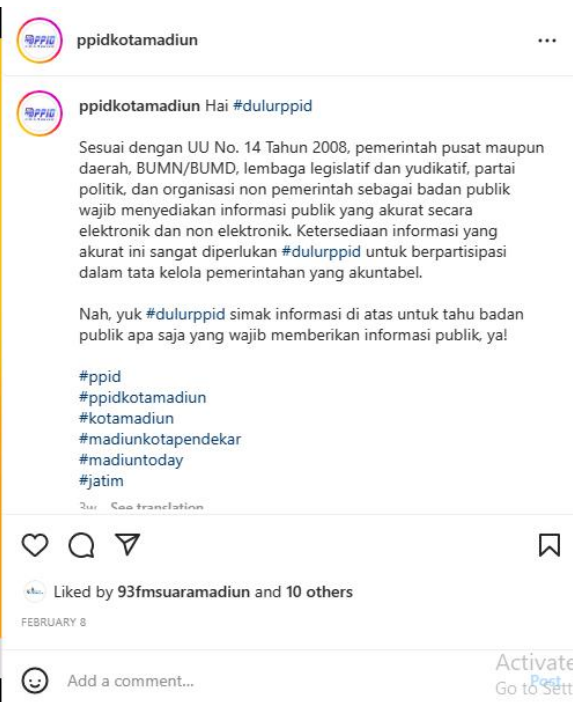 PPID
ppidkotamadiun
PPID
ppidkotamadiun Hai #dulurppid
Sesuai dengan UU No. 14 Tahun 2008, pemerintah pusat maupun
daerah, BUMN/BUMD, lembaga legislatif dan yudikatif, partai
politik, dan organisasi non pemerintah sebagai badan publik
wajib menyediakan informasi publik yang akurat secara
elektronik dan non elektronik. Ketersediaan informasi yang
akurat ini sangat diperlukan #dulurppid untuk berpartisipasi
dalam tata kelola pemerintahan yang akuntabel.
Nah, yuk #dulurppid simak informasi di atas untuk tahu badan
publik apa saja yang wajib memberikan informasi publik, ya!
#ppid
#ppidkotamadiun
#kotamadiun
#madiunkotapendekar
#madiuntoday
#jatim
3w See translation
Liked by 93fmsuaramadiun and 10 others
FEBRUARY 8
Add a comment...
Post
Activate
Go to Sett